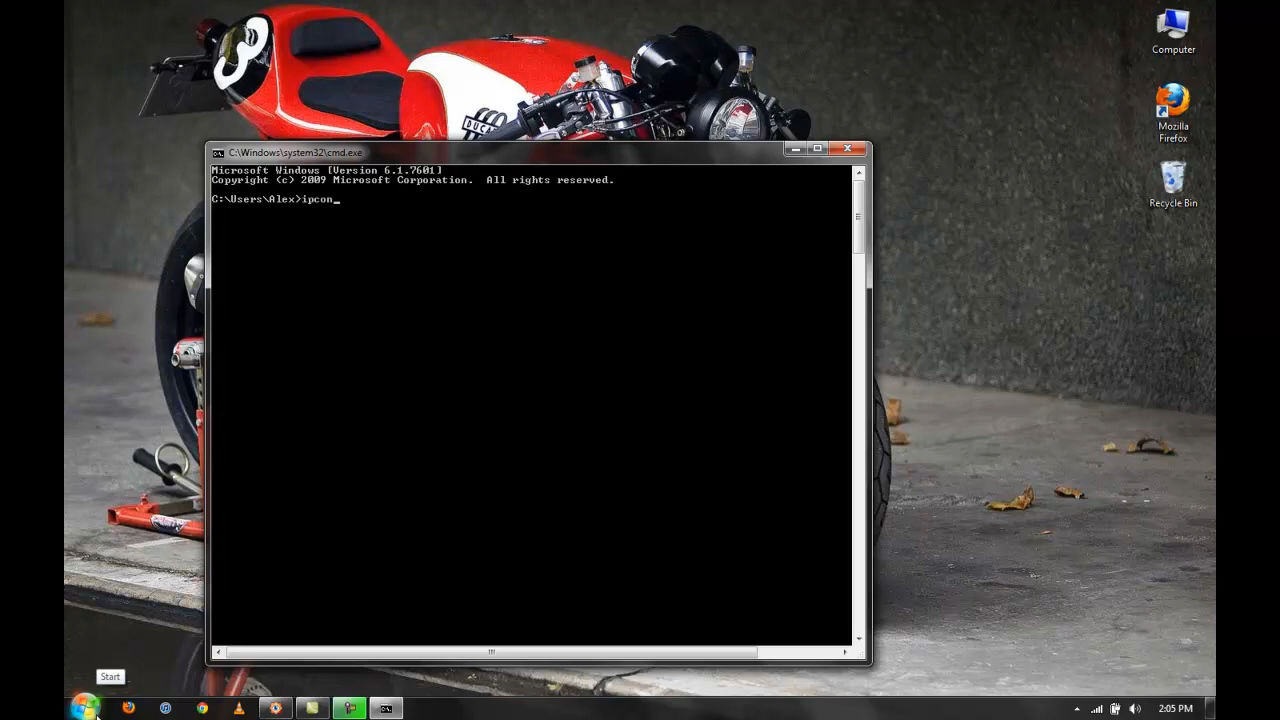 Computer
Mozilla
Firefox
Recycle Bin
DUCA
C:\Windows\system32\cmd.exe
Microsoft Windows [Version 6.1.7601]
Copyright (c) 2009 Microsoft Corporation.  All rights reserved.
C:\Users\Alex>ipcon_
Start
2:05 PM